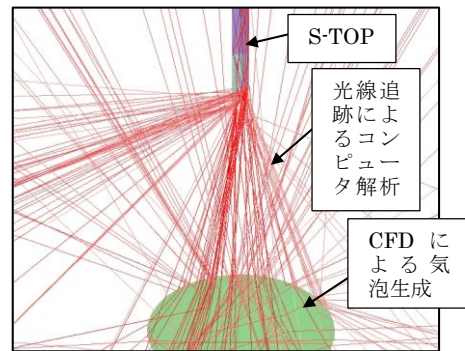 S-TOP
光線追
跡によ
るコン
ピュー
タ解析
CFD に
よる気
泡生成